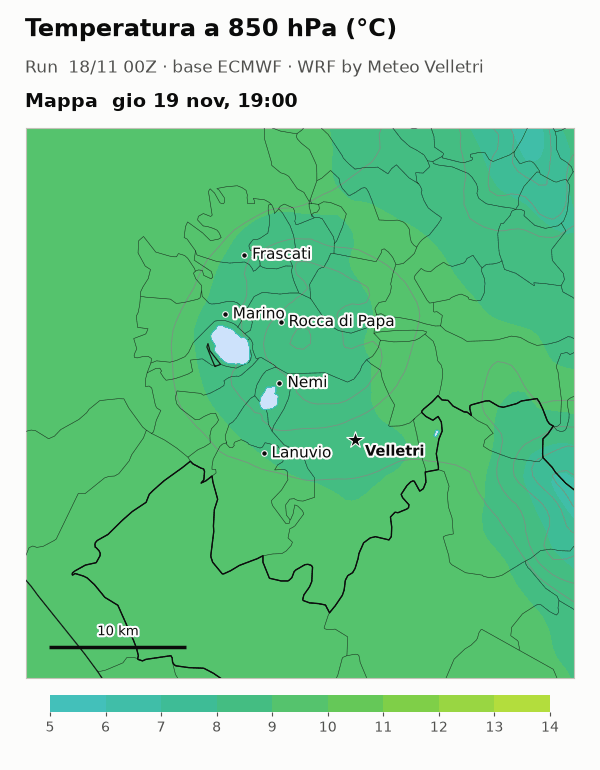 Temperatura a 850 hPa (°C)
Run  18/11 00Z · base ECMWF · WRF by Meteo Velletri
Mappa  gio 19 nov, 19:00
Frascati
Marino
Rocca di Papa
Nemi
Velletri
Lanuvio
10 km
5 6 7 8 9 10 11 12 13 14